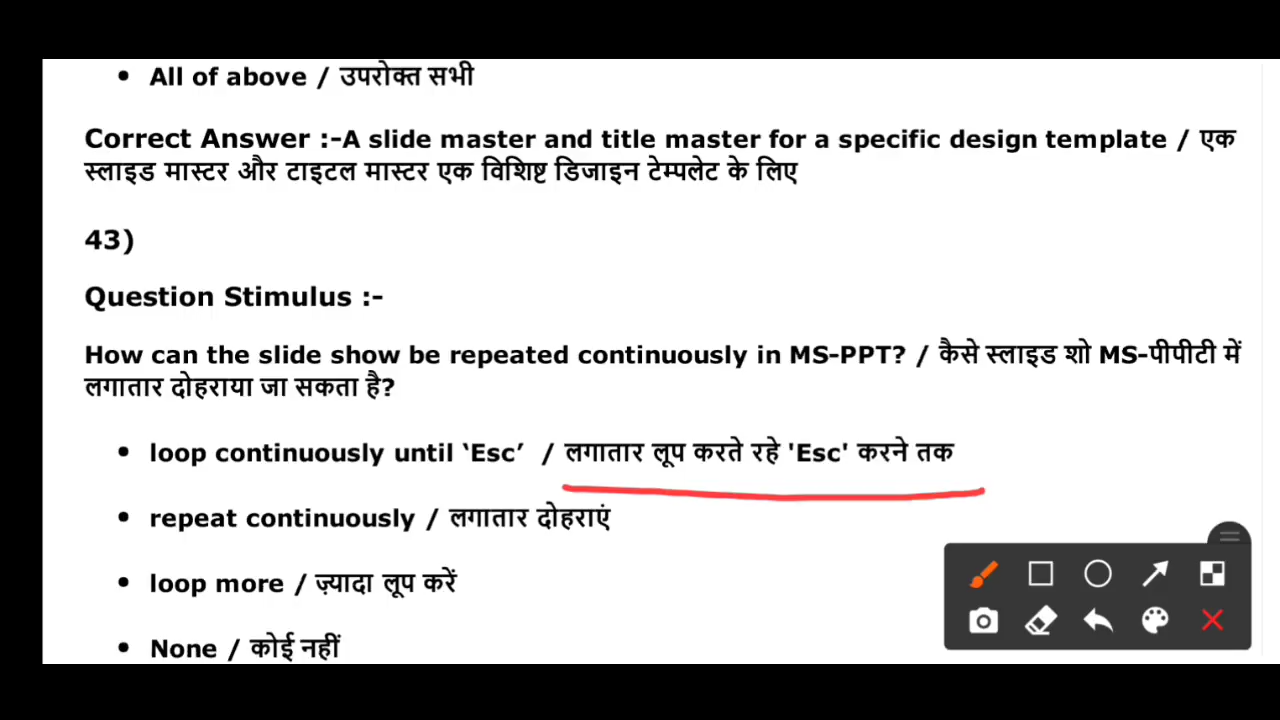 • All of above / उपरोक्त सभी
Correct Answer :-A slide master and title master for a specific design template / एक
स्लाइड मास्टर और टाइटल मास्टर एक विशिष्ट डिजाइन टेम्पलेट के लिए
43)
Question Stimulus :-
How can the slide show be repeated continuously in MS-PPT? / कैसे स्लाइड शो MS-पीपीटी में
लगातार दोहराया जा सकता है?
• loop continuously until ‘Esc’ / लगातार लूप करते रहे 'Esc' करने तक
• repeat continuously / लगातार दोहराएं
• loop more / ज़्यादा लूप करें
• None / कोई नहीं